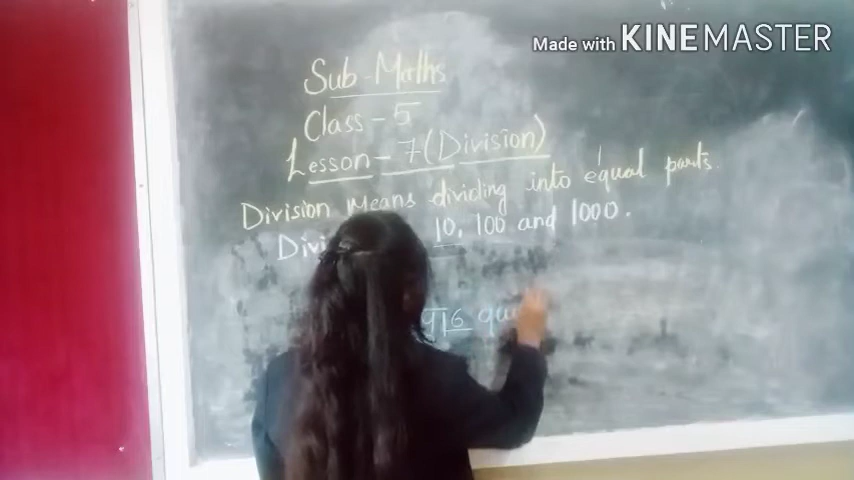 Made with KINEMASTER
Sub-Maths
Class-5
Lesson-7(Division)
Division Means dividing into equal parts.
10, 100 and 1000.